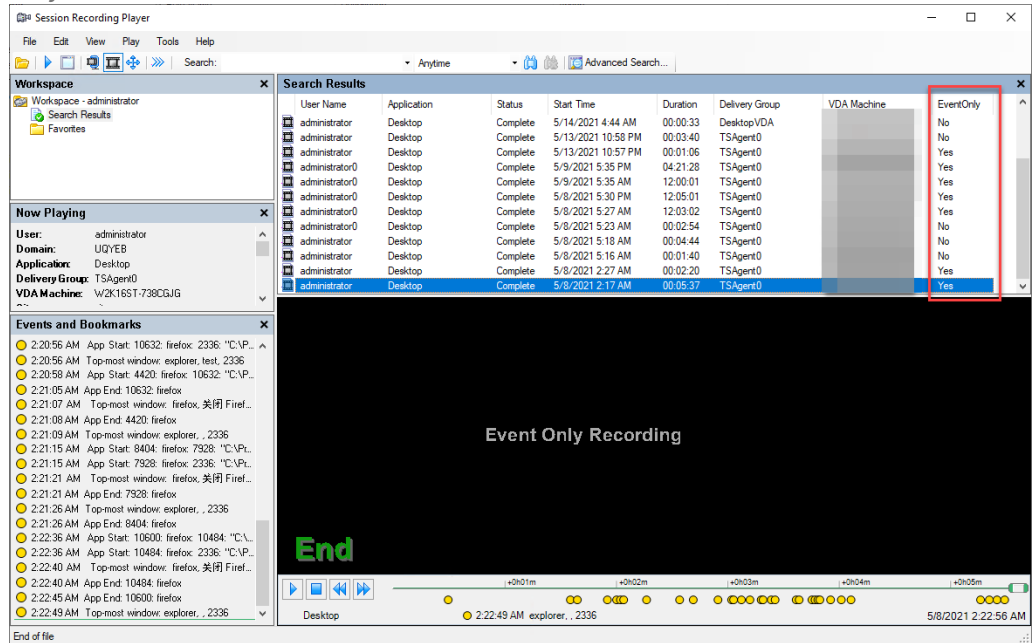 Session Recording Player
File Edit View Play Tools Help
Search: Anytime Advanced Search...
Workspace
Workspace - administrator
Search Results
Favorites
Search Results
User Name Application Status Start Time Duration Delivery Group VDA Machine EventOnly
administrator Desktop Complete 5/14/2021 4:44 AM 00:00:33 DesktopVDA No
administrator Desktop Complete 5/13/2021 10:58 PM 00:03:40 TSAgent0 No
administrator Desktop Complete 5/13/2021 10:57 PM 00:01:06 TSAgent0 Yes
administrator0 Desktop Complete 5/9/2021 5:35 PM 04:21:28 TSAgent0 Yes
administrator0 Desktop Complete 5/9/2021 5:35 AM 12:00:01 TSAgent0 Yes
administrator0 Desktop Complete 5/8/2021 5:30 PM 12:05:01 TSAgent0 Yes
administrator0 Desktop Complete 5/8/2021 5:27 AM 12:03:02 TSAgent0 Yes
administrator0 Desktop Complete 5/8/2021 5:23 AM 00:02:54 TSAgent0 No
administrator Desktop Complete 5/8/2021 5:18 AM 00:04:44 TSAgent0 No
administrator Desktop Complete 5/8/2021 5:16 AM 00:01:40 TSAgent0 No
administrator Desktop Complete 5/8/2021 2:27 AM 00:02:20 TSAgent0 Yes
administrator Desktop Complete 5/8/2021 2:17 AM 00:05:37 TSAgent0 Yes
Now Playing
User: administrator
Domain: UQYEB
Application: Desktop
Delivery Group: TSAgent0
VDA Machine: W2K16ST-738CGJG
Events and Bookmarks
2:20:56 AM App Start: 10632: firefox: 2336: "C:\P...
2:20:56 AM Top-most window: explorer, test, 2336
2:20:58 AM App Start: 4420: firefox: 10632: "C:\P...
2:21:05 AM App End: 10632: firefox
2:21:07 AM Top-most window: firefox, 关闭 Firef...
2:21:08 AM App End: 4420: firefox
2:21:09 AM Top-most window: explorer, , 2336
2:21:15 AM App Start: 8404: firefox: 7928: "C:\Pr...
2:21:15 AM App Start: 7928: firefox: 2336: "C:\Pr...
2:21:21 AM Top-most window: firefox, 关闭 Firef...
2:21:21 AM App End: 7928: firefox
2:21:26 AM Top-most window: explorer, , 2336
2:21:26 AM App End: 8404: firefox
2:22:36 AM App Start: 10600: firefox: 10484: "C:\...
2:22:36 AM App Start: 10484: firefox: 2336: "C:\P...
2:22:40 AM Top-most window: firefox, 关闭 Firef...
2:22:40 AM App End: 10484: firefox
2:22:45 AM App End: 10600: firefox
2:22:49 AM Top-most window: explorer, , 2336
Event Only Recording
End
+0h01m +0h02m +0h03m +0h04m +0h05m
Desktop 2:22:49 AM explorer, , 2336 5/8/2021 2:22:56 AM
End of file